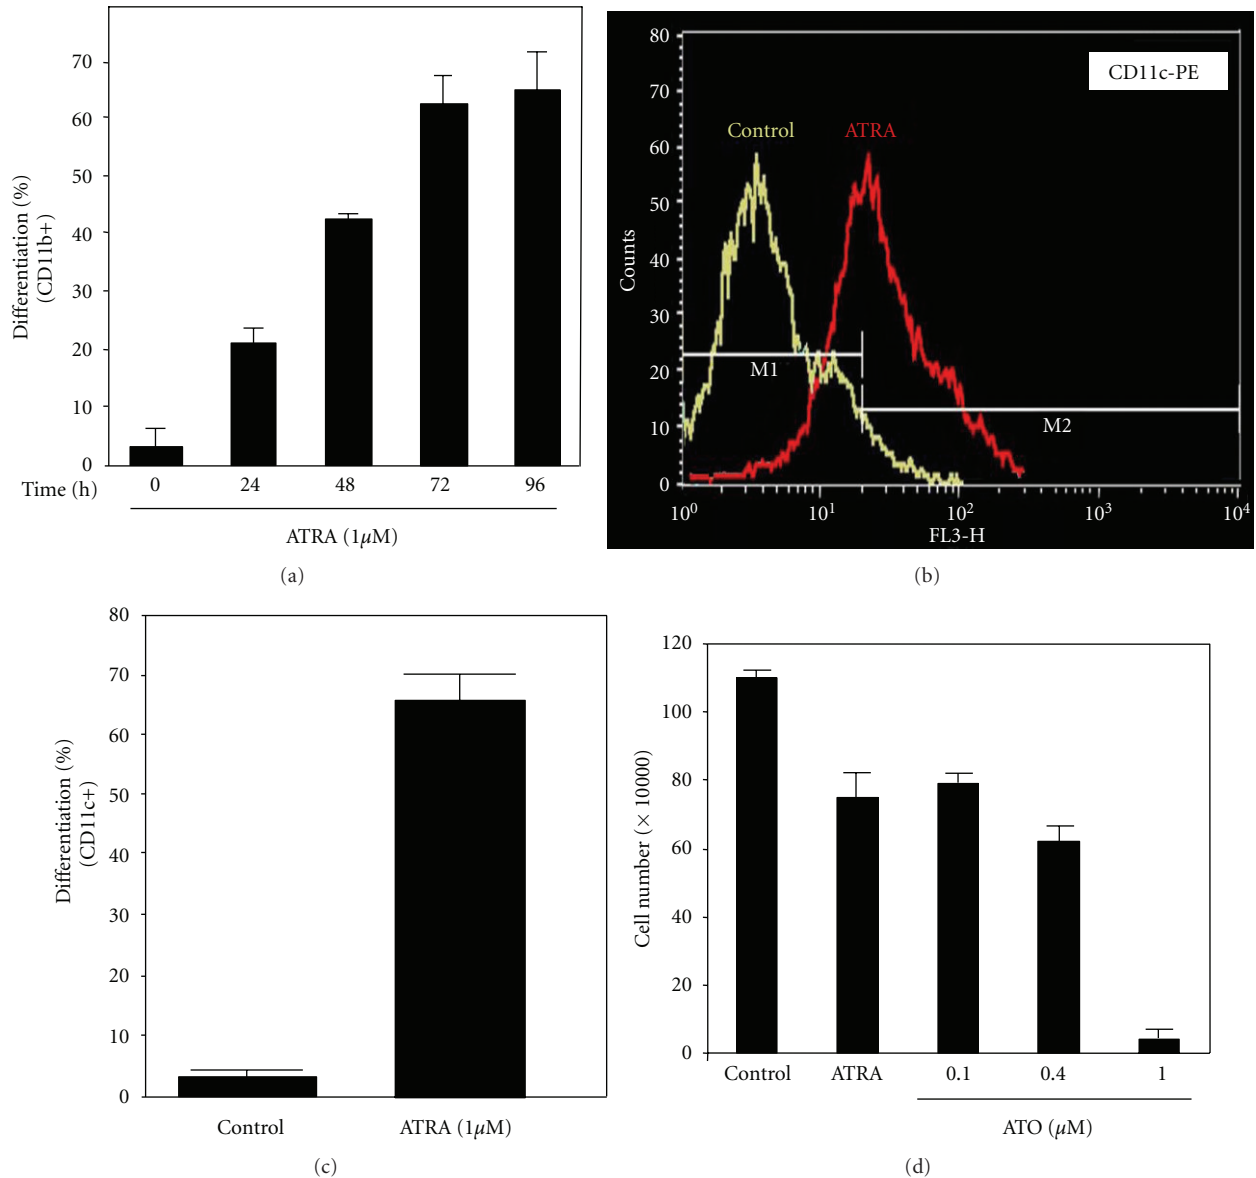 70
60
50
40
30
20
10
0
Differentiation (%)
(CD11b+)
Time (h) 0 24 48 72 96
ATRA (1μM)
(a)
80
70
60
50
40
30
20
10
0
Counts
CD11c-PE
Control ATRA
M1
M2
10⁰ 10¹ 10² 10³ 10⁴
FL3-H
(b)
80
70
60
50
40
30
20
10
0
Differentiation (%)
(CD11c+)
Control ATRA (1μM)
(c)
120
100
80
60
40
20
0
Cell number (× 10000)
Control ATRA 0.1 0.4 1
ATO (μM)
(d)